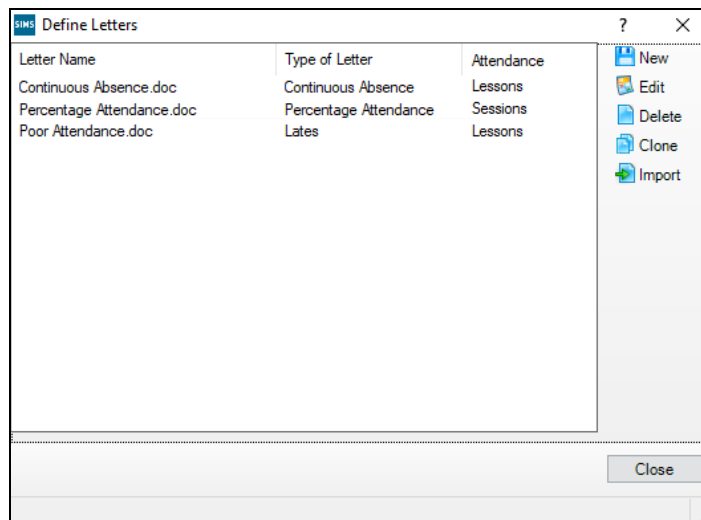 SIMS Define Letters ?
Letter Name Type of Letter Attendance
Continuous Absence.doc Continuous Absence Lessons
Percentage Attendance.doc Percentage Attendance Sessions
Poor Attendance.doc Lates Lessons
New
Edit
Delete
Clone
Import
Close